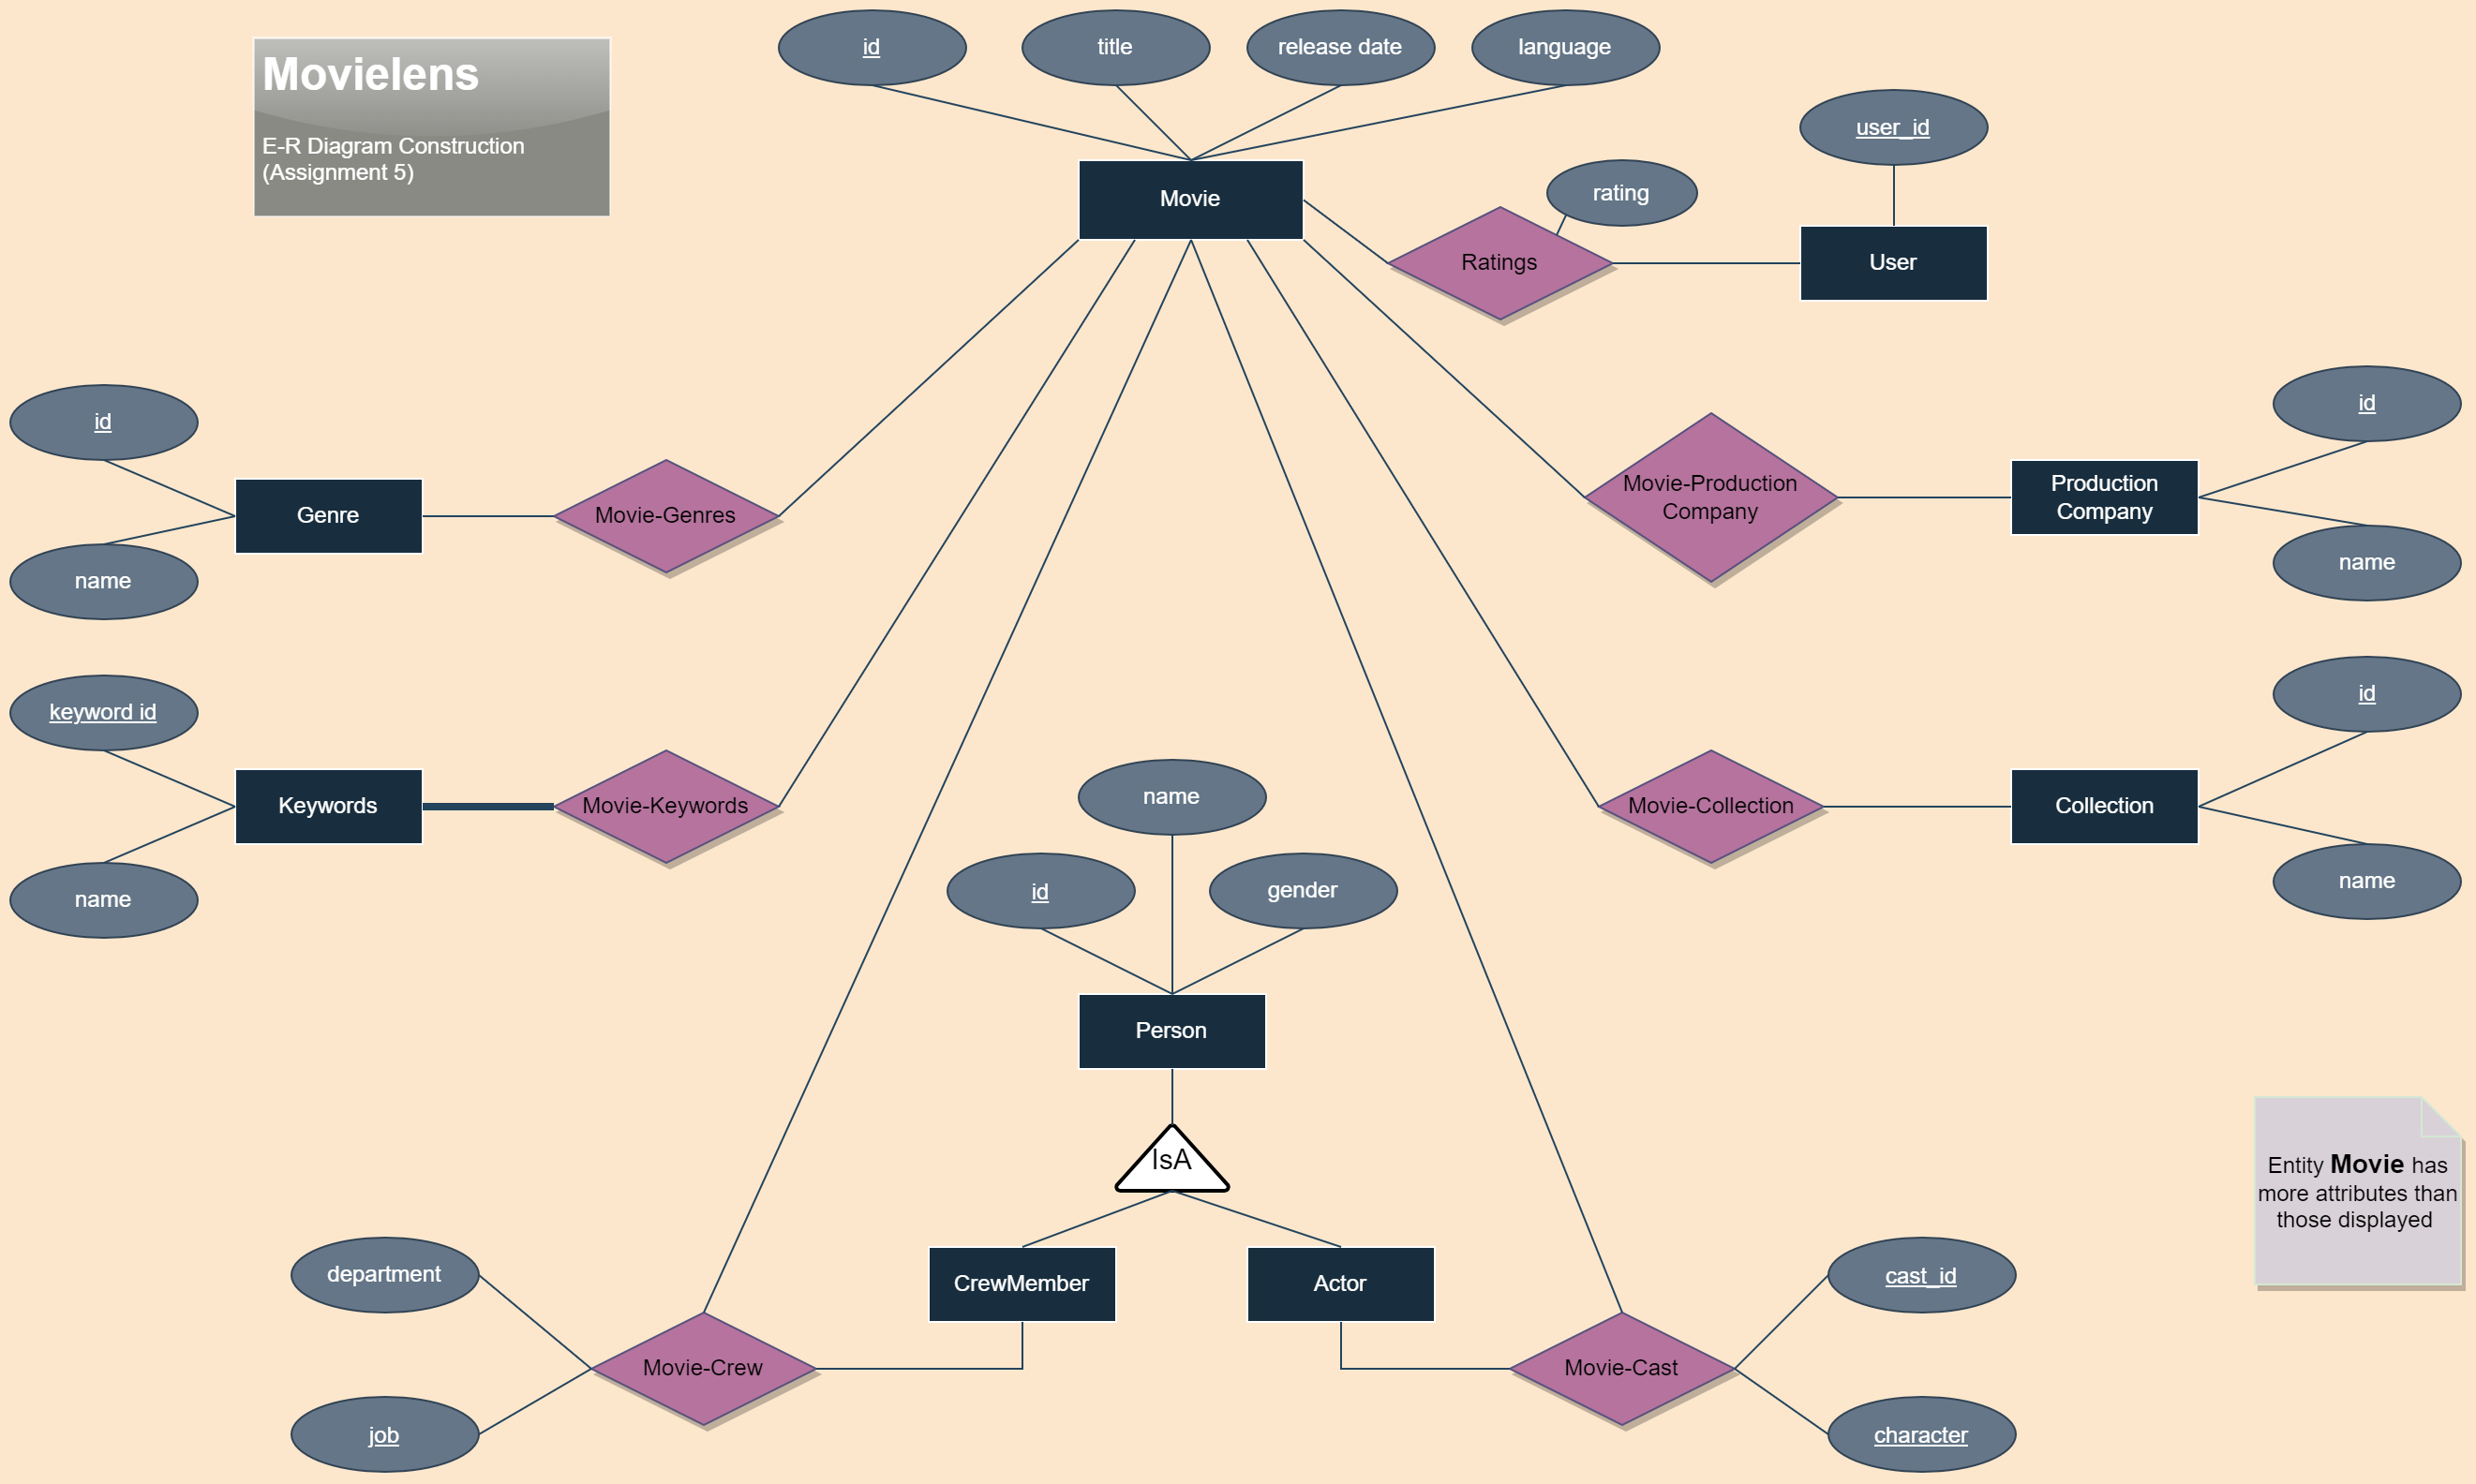 Movielens
E-R Diagram Construction
(Assignment 5)
id
title
release date
language
user_id
rating
Movie
Ratings
User
id
name
Genre
Movie-Genres
Movie-Production
Company
Production
Company
id
name
keyword id
name
Keywords
Movie-Keywords
Movie-Collection
Collection
id
name
name
id
gender
Person
IsA
CrewMember
Actor
Entity Movie has
more attributes than
those displayed
department
job
Movie-Crew
Movie-Cast
cast_id
character